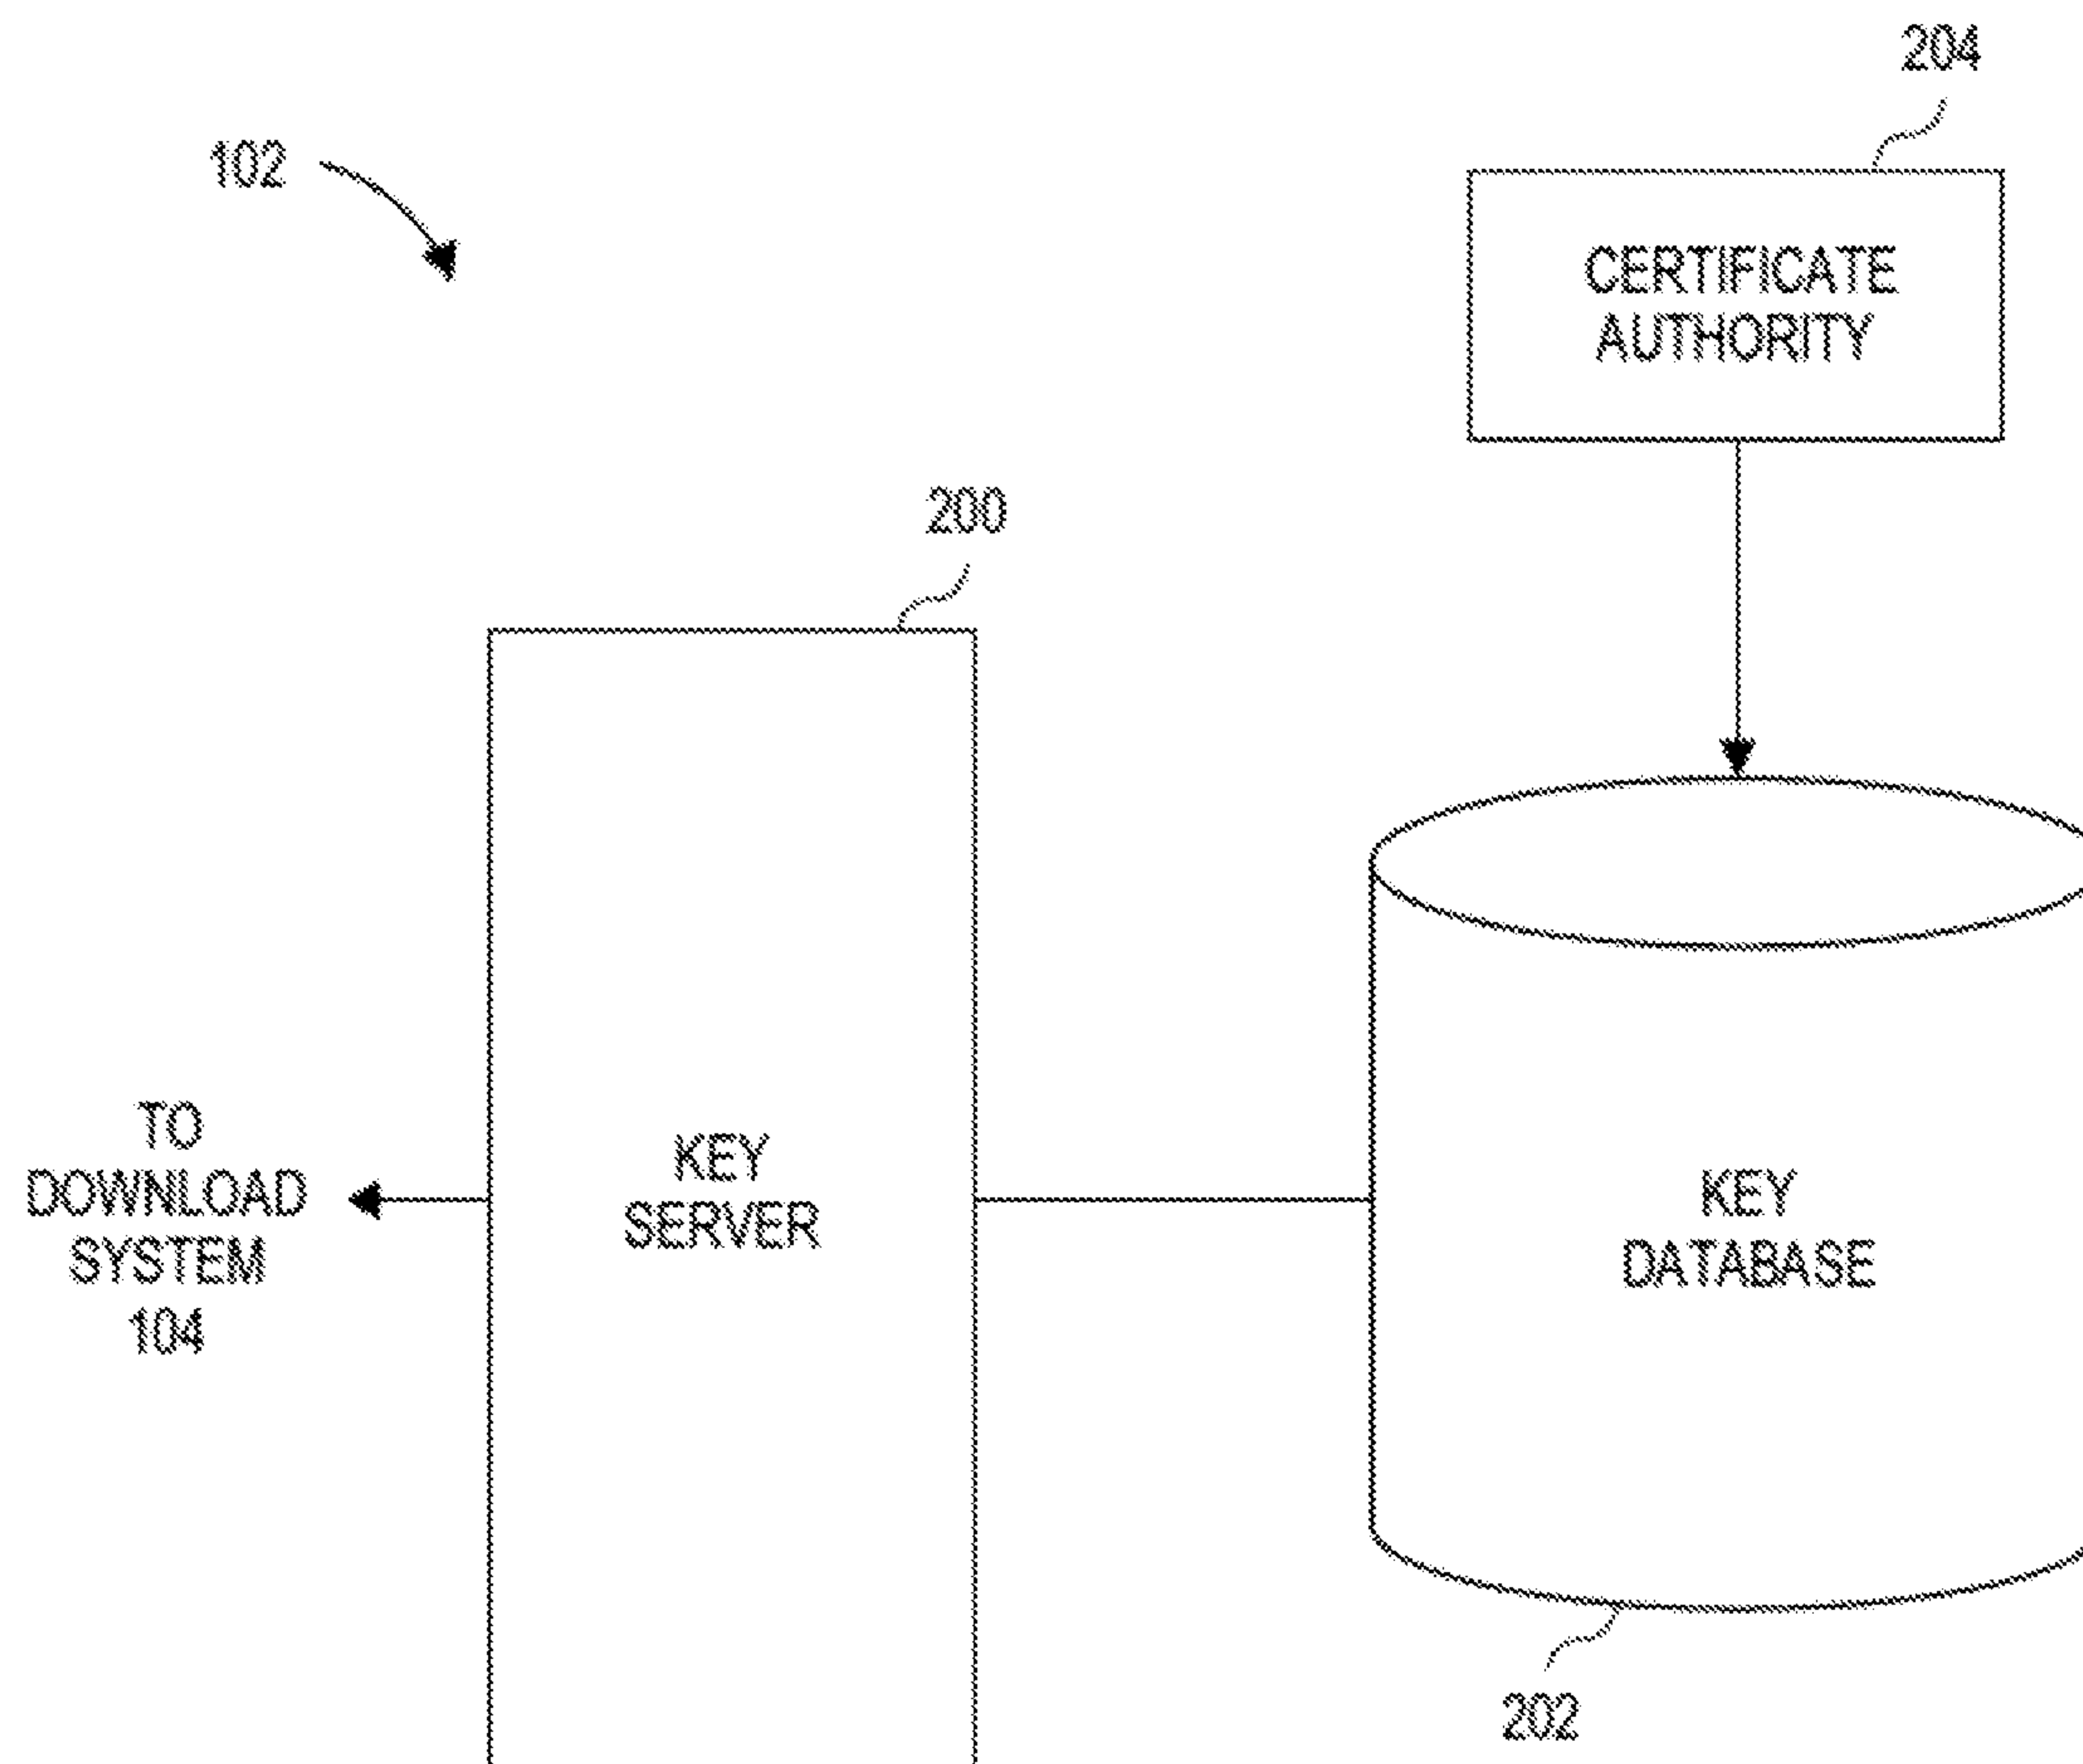 204
102
CERTIFICATE
AUTHORITY
200
TO
DOWNLOAD
SYSTEM
104
KEY
SERVER
KEY
DATABASE
202